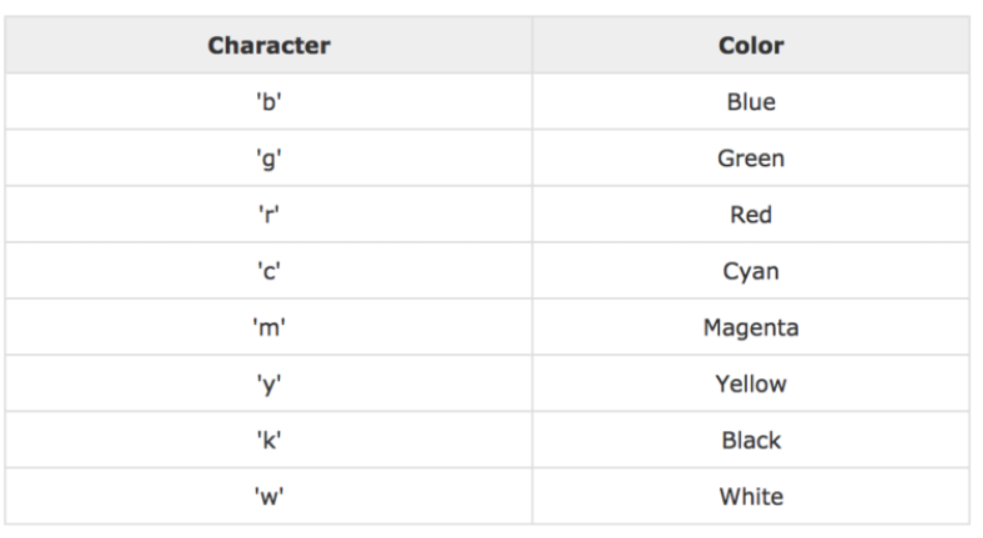 Character Color
'b' Blue
'g' Green
'r' Red
'c' Cyan
'm' Magenta
'y' Yellow
'k' Black
'w' White